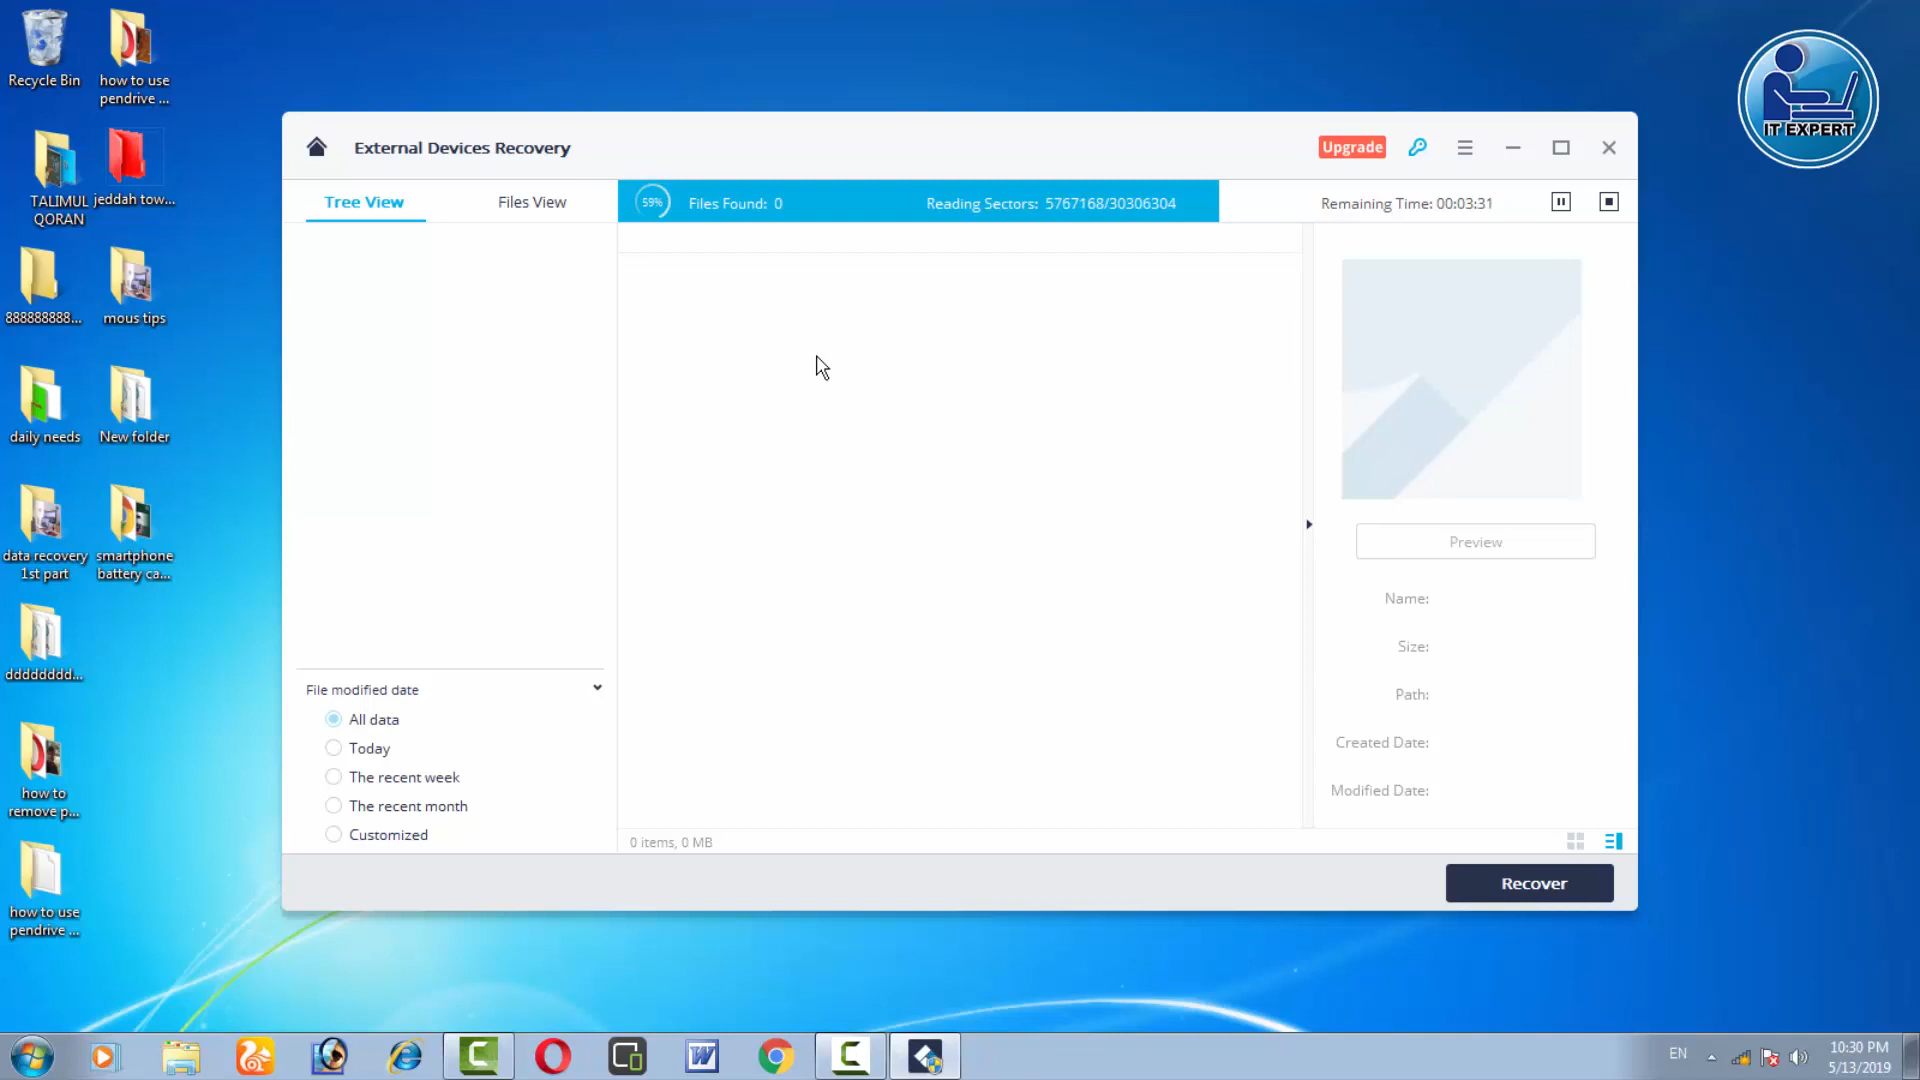 Recycle Bin
how to use
pendrive ...
TALIMUL
QORAN
jeddah tow...
888888888...
mous tips
daily needs
New folder
data recovery
1st part
smartphone
battery ca...
dddddddd...
how to
remove p...
how to use
pendrive ...
IT EXPERT
External Devices Recovery
Upgrade
Tree View
Files View
59%
Files Found: 0
Reading Sectors: 5767168/30306304
Remaining Time: 00:03:31
Preview
Name:
Size:
Path:
Created Date:
Modified Date:
File modified date
All data
Today
The recent week
The recent month
Customized
0 items, 0 MB
Recover
EN
10:30 PM
5/13/2019